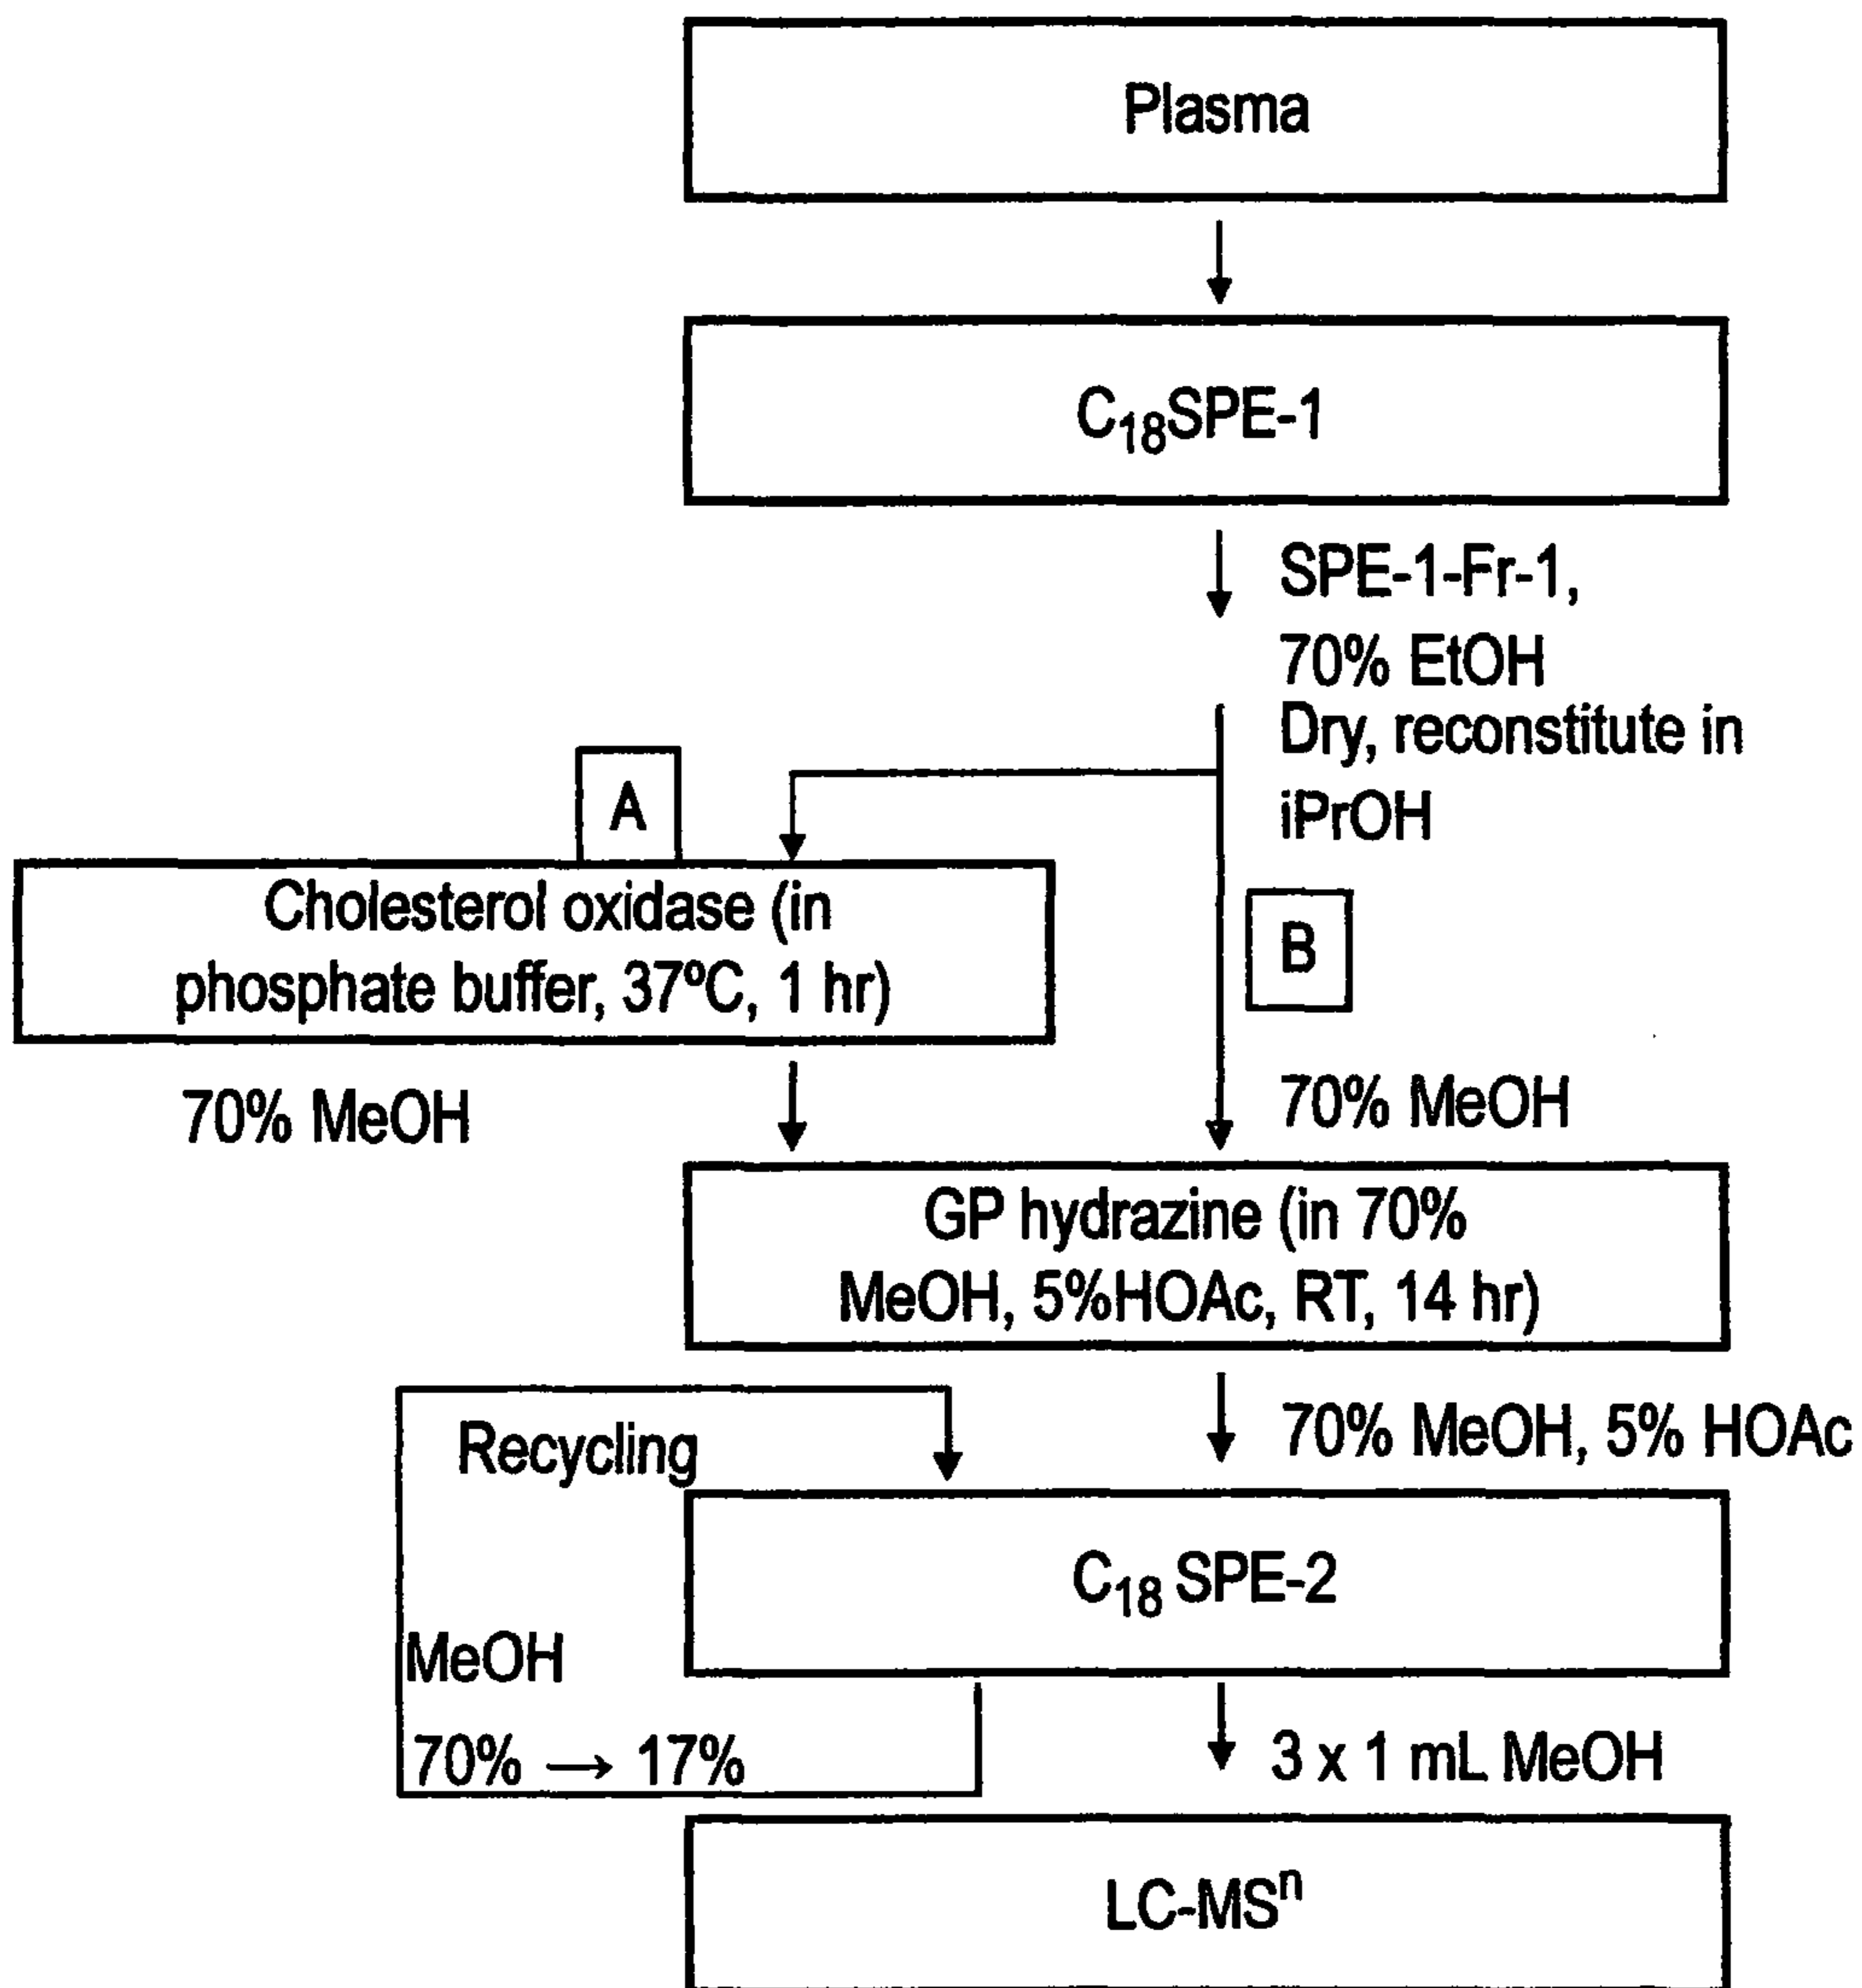 Plasma
C₁₈SPE-1
SPE-1-Fr-1,
70% EtOH
Dry, reconstitute in
iPrOH
A
Cholesterol oxidase (in
phosphate buffer, 37ºC, 1 hr)
B
70% MeOH
70% MeOH
GP hydrazine (in 70%
MeOH, 5%HOAc, RT, 14 hr)
Recycling
70% MeOH, 5% HOAc
C₁₈ SPE-2
MeOH
70% → 17%
3 x 1 mL MeOH
LC-MSⁿ